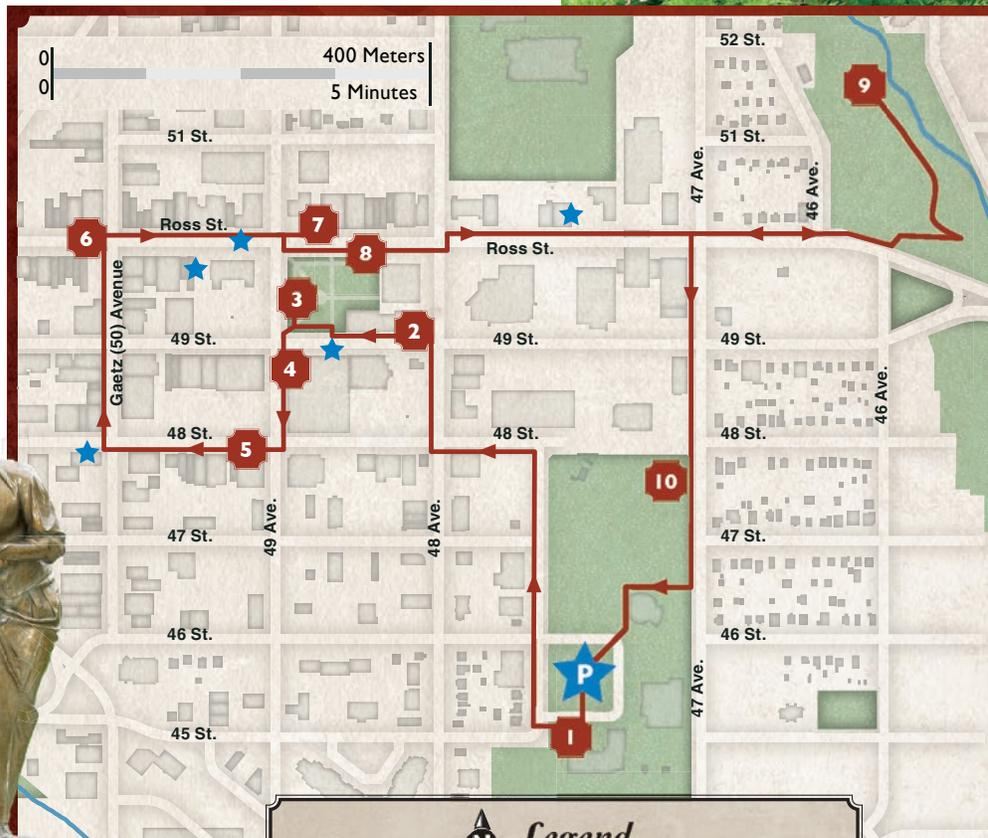 0
400 Meters
0
5 Minutes
52 St.
9
51 St.
51 St.
47 Ave.
46 Ave.
6
Ross St.
7
8
Ross St.
Gaetz (50) Avenue
3
2
49 St.
49 St.
49 St.
4
46 Ave.
48 St.
5
48 St.
48 St.
10
49 Ave.
48 Ave.
47 St.
47 St.
46 St.
46 St.
P
47 Ave.
45 St.
1
Legend